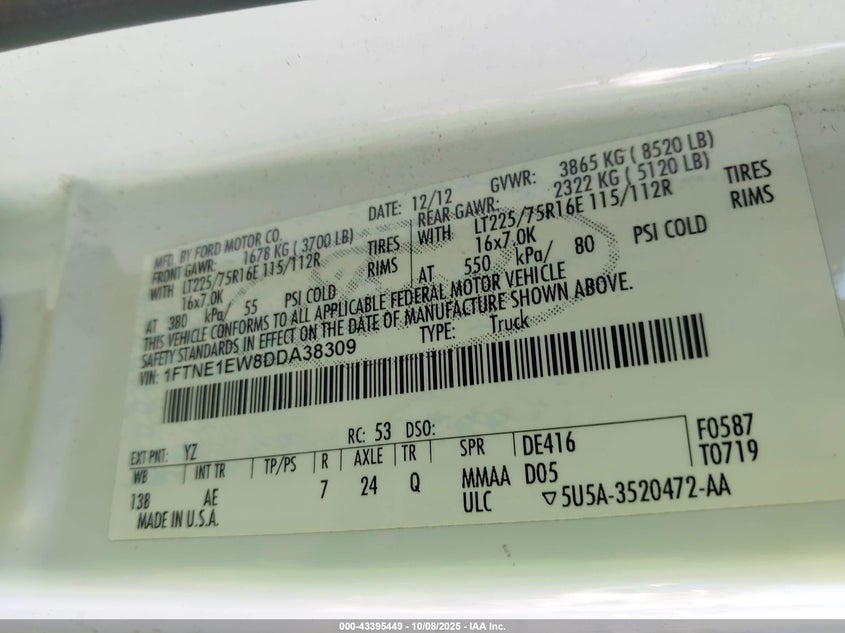 MFD. BY FORD MOTOR CO.
DATE: 12/12 GVWR: 3865 KG ( 8520 LB)
FRONT GAWR: 1678 KG ( 3700 LB) REAR GAWR: 2322 KG ( 5120 LB)
WITH LT225/75R16E 115/112R TIRES WITH LT225/75R16E 115/112R TIRES
16x7.0K RIMS 16x7.0K RIMS
AT 380 kPa/ 55 PSI COLD AT 550 kPa/ 80 PSI COLD
THIS VEHICLE CONFORMS TO ALL APPLICABLE FEDERAL MOTOR VEHICLE
SAFETY STANDARDS IN EFFECT ON THE DATE OF MANUFACTURE SHOWN ABOVE.
VIN: 1FTNE1EW8DDA38309 TYPE: Truck
EXT PNT: YZ RC: 53 DSO: F0587
WB INT TR TP/PS R AXLE TR SPR DE416 T0719
138 AE 7 24 Q MMAA D05
MADE IN U.S.A. ULC ▽5U5A-3520472-AA
000-43395449 | 10/08/2025 - IAA Inc.